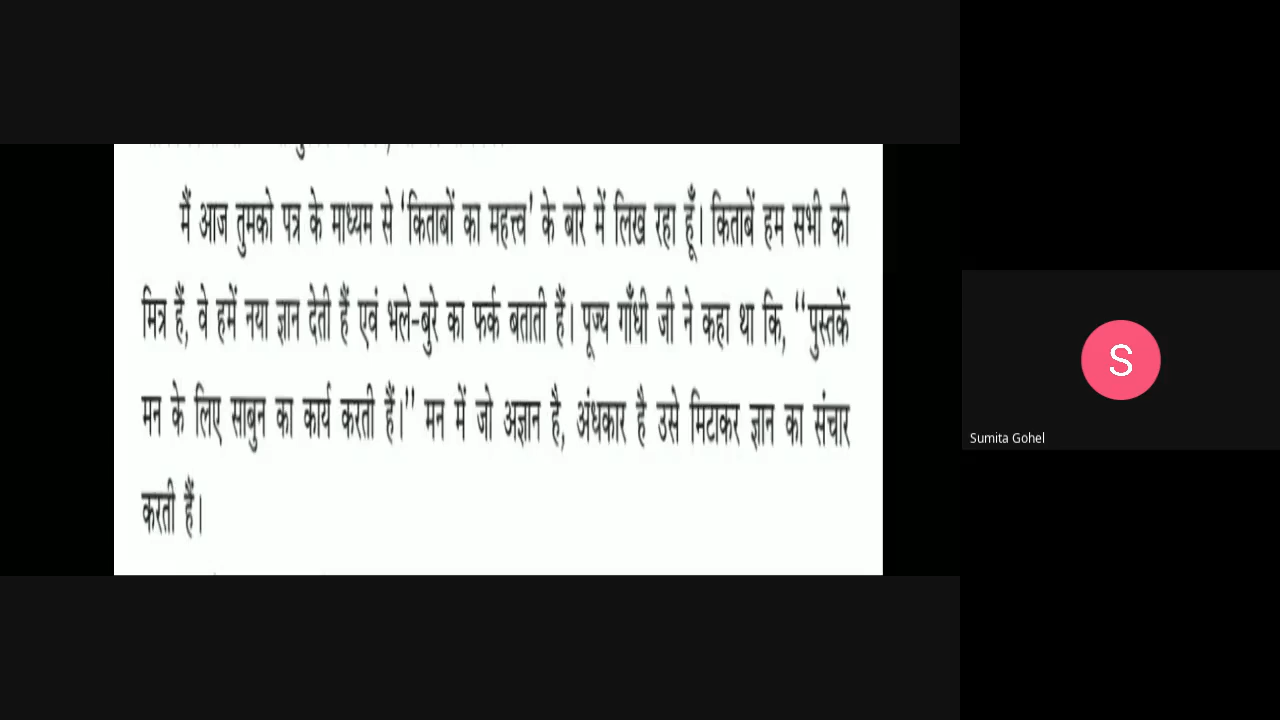 मैं आज तुमको पत्र के माध्यम से 'किताबों का महत्त्व' के बारे में लिख रहा हूँ। किताबें हम सभी की
मित्र हैं, वे हमें नया ज्ञान देती हैं एवं भले-बुरे का फर्क बताती हैं। पूज्य गाँधी जी ने कहा था कि, "पुस्तकें
मन के लिए साबुन का कार्य करती हैं।" मन में जो अज्ञान है, अंधकार है उसे मिटाकर ज्ञान का संचार
करती हैं।
S
Sumita Gohel